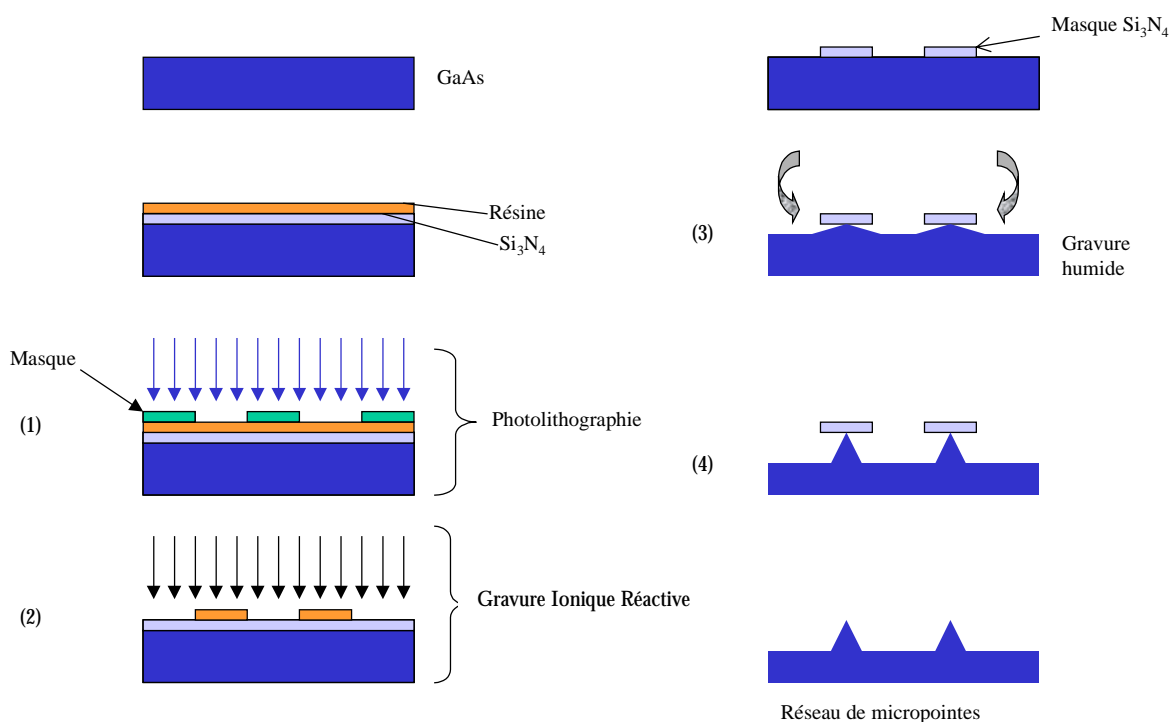 GaAs
Résine
Si3N4
Masque
(1)
Photolithographie
(2)
Gravure Ionique Réactive
Masque Si3N4
(3)
Gravure
humide
(4)
Réseau de micropointes